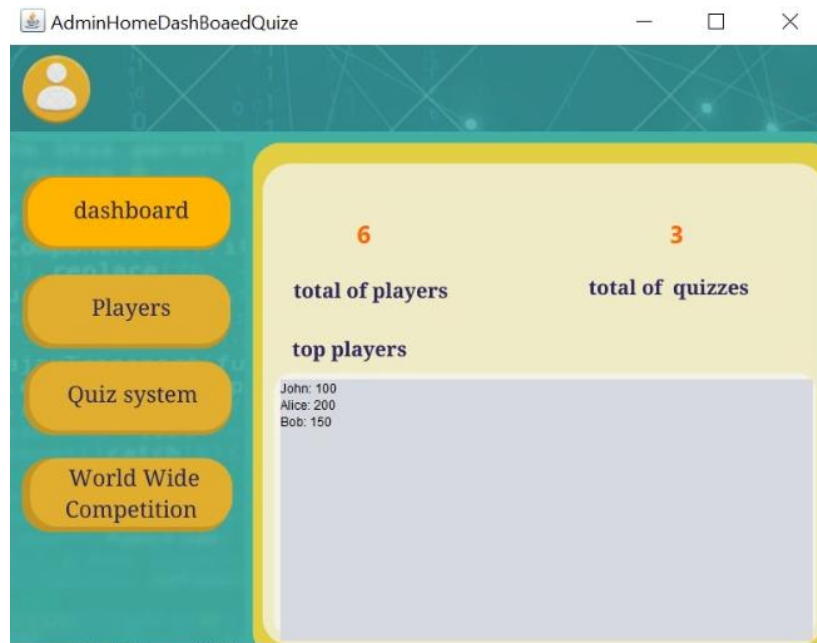 AdminHomeDashBoaedQuize
dashboard
Players
Quiz system
World Wide
Competition
6
3
total of players
total of quizzes
top players
John: 100
Alice: 200
Bob: 150